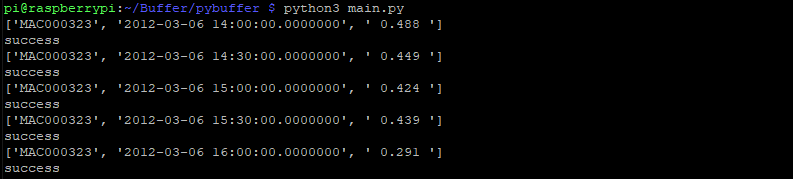 pi@raspberrypi:~/Buffer/pybuffer $ python3 main.py
['MAC000323', '2012-03-06 14:00:00.0000000', ' 0.488 ']
success
['MAC000323', '2012-03-06 14:30:00.0000000', ' 0.449 ']
success
['MAC000323', '2012-03-06 15:00:00.0000000', ' 0.424 ']
success
['MAC000323', '2012-03-06 15:30:00.0000000', ' 0.439 ']
success
['MAC000323', '2012-03-06 16:00:00.0000000', ' 0.291 ']
success